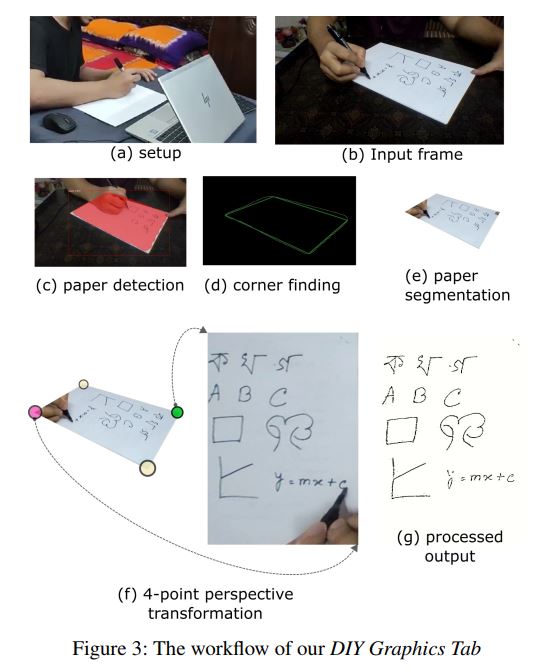 (a) setup
(b) Input frame
(c) paper detection
(d) corner finding
(e) paper
segmentation
ক খ গ
A B C
y = mx + c
ক খ গ
A B C
y = mx + c
(f) 4-point perspective
transformation
(g) processed
output
Figure 3: The workflow of our DIY Graphics Tab